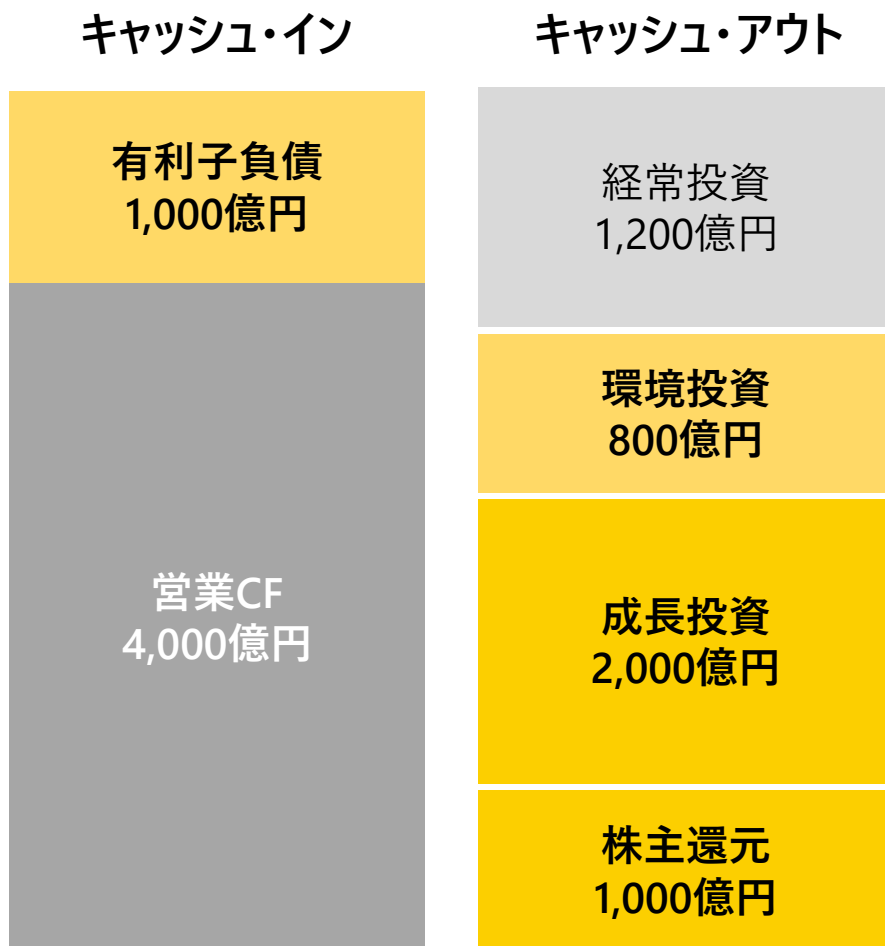 キャッシュ・イン
キャッシュ・アウト
有利子負債
1,000億円
営業CF
4,000億円
経常投資
1,200億円
環境投資
800億円
成長投資
2,000億円
株主還元
1,000億円